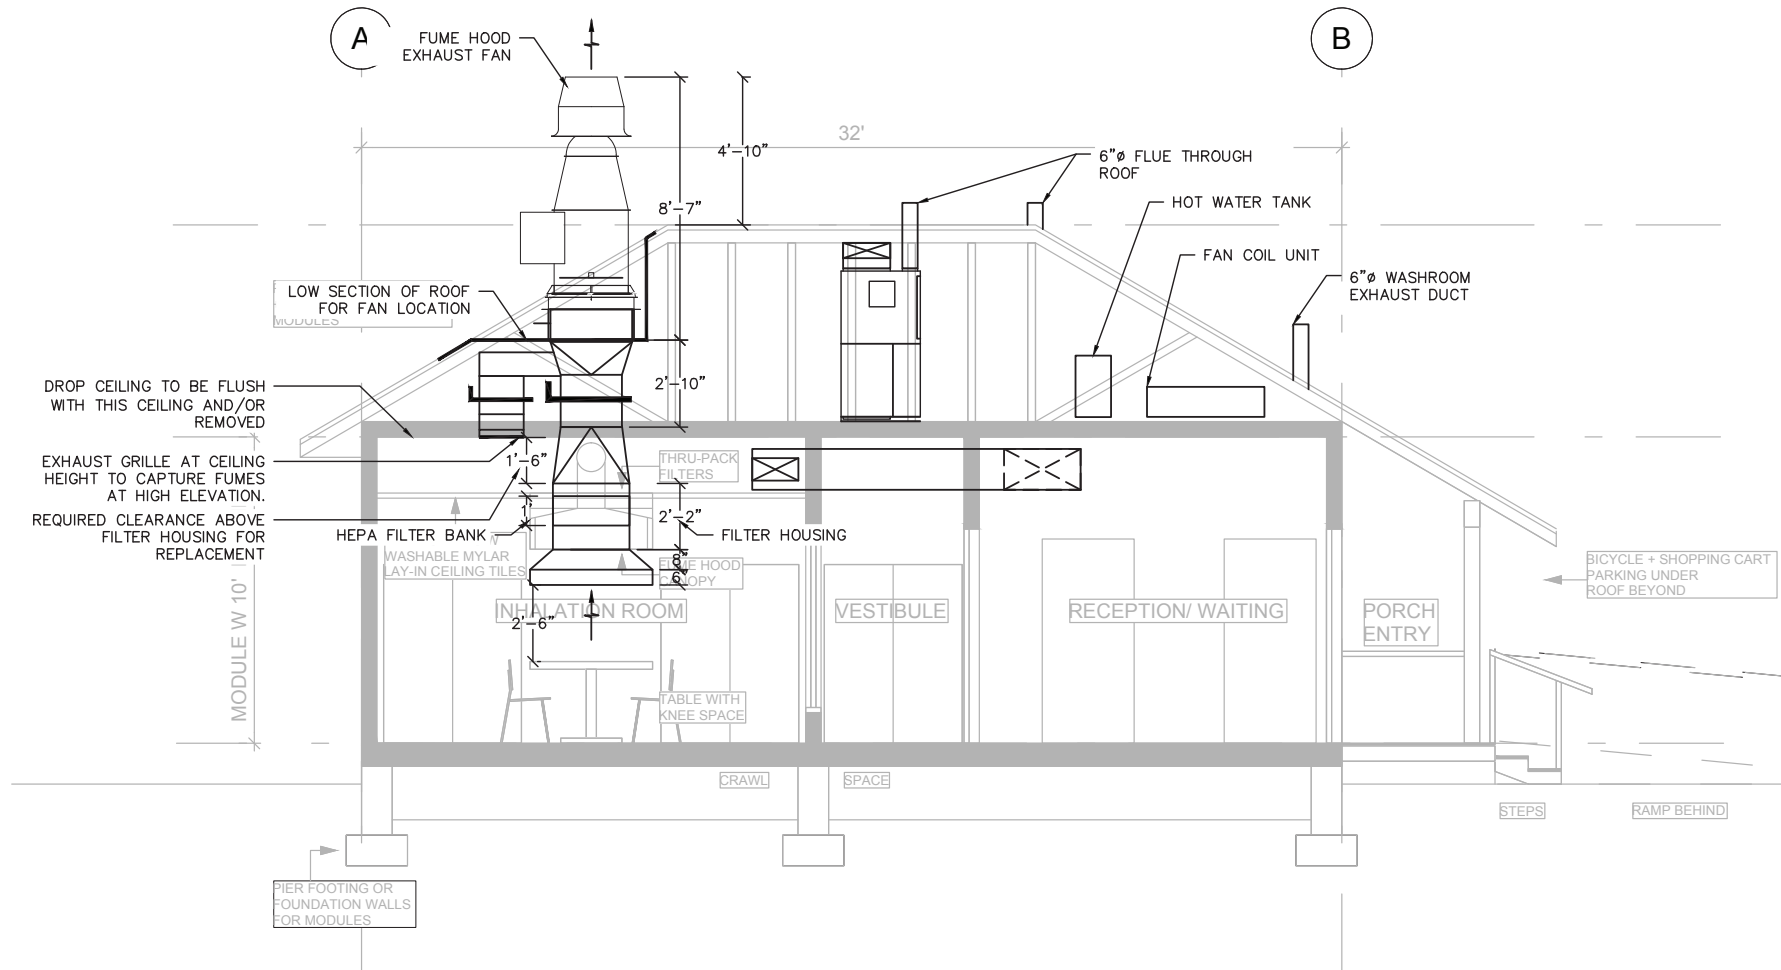 A
B
FUME HOOD
EXHAUST FAN
32'
4'-10"
8'-7"
6"ø FLUE THROUGH
ROOF
HOT WATER TANK
FAN COIL UNIT
6"ø WASHROOM
EXHAUST DUCT
LOW SECTION OF ROOF
FOR FAN LOCATION
MODULES
DROP CEILING TO BE FLUSH
WITH THIS CEILING AND/OR
REMOVED
2'-10"
EXHAUST GRILLE AT CEILING
HEIGHT TO CAPTURE FUMES
AT HIGH ELEVATION.
1'-6"
THRU-PACK
FILTERS
REQUIRED CLEARANCE ABOVE
FILTER HOUSING FOR
REPLACEMENT
1'
2'-2"
HEPA FILTER BANK
FILTER HOUSING
WASHABLE MYLAR
LAY-IN CEILING TILES
8"
6"
FUME HOOD
CANOPY
BICYCLE + SHOPPING CART
PARKING UNDER
ROOF BEYOND
MODULE W 10'
INHALATION ROOM
2'-6"
VESTIBULE
RECEPTION/ WAITING
PORCH
ENTRY
TABLE WITH
KNEE SPACE
CRAWL
SPACE
STEPS
RAMP BEHIND
PIER FOOTING OR
FOUNDATION WALLS
FOR MODULES